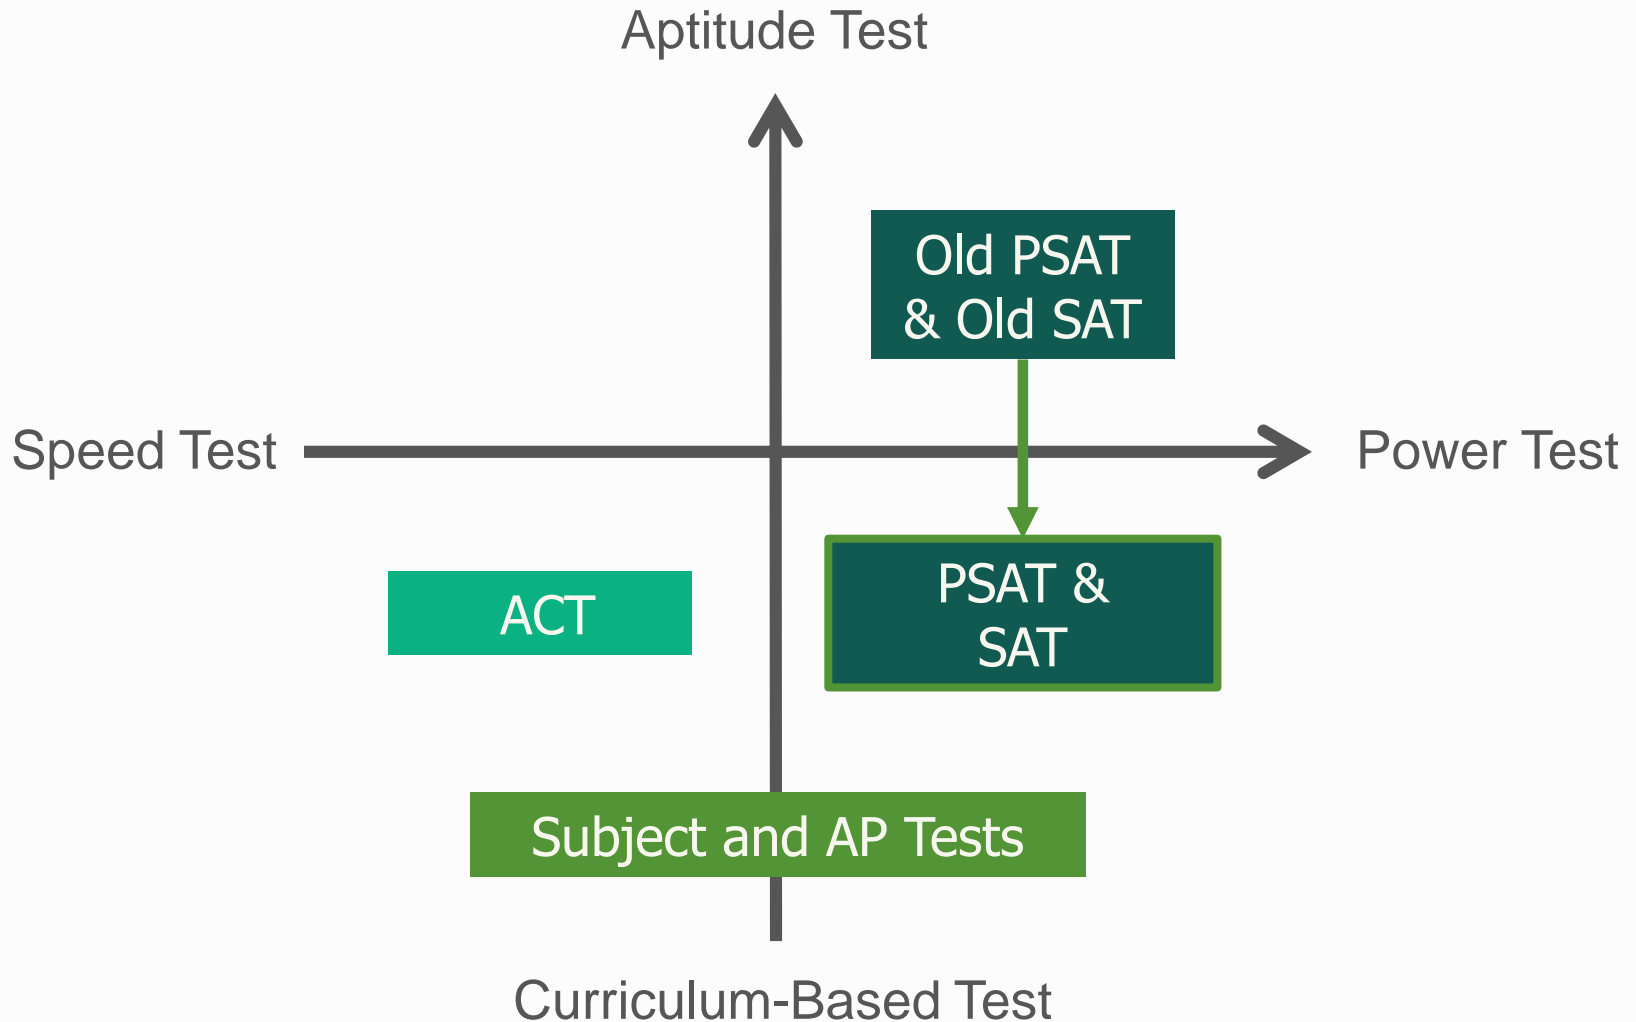 Aptitude Test
Old PSAT
& Old SAT
Speed Test
Power Test
PSAT &
SAT
ACT
Subject and AP Tests
Curriculum-Based Test